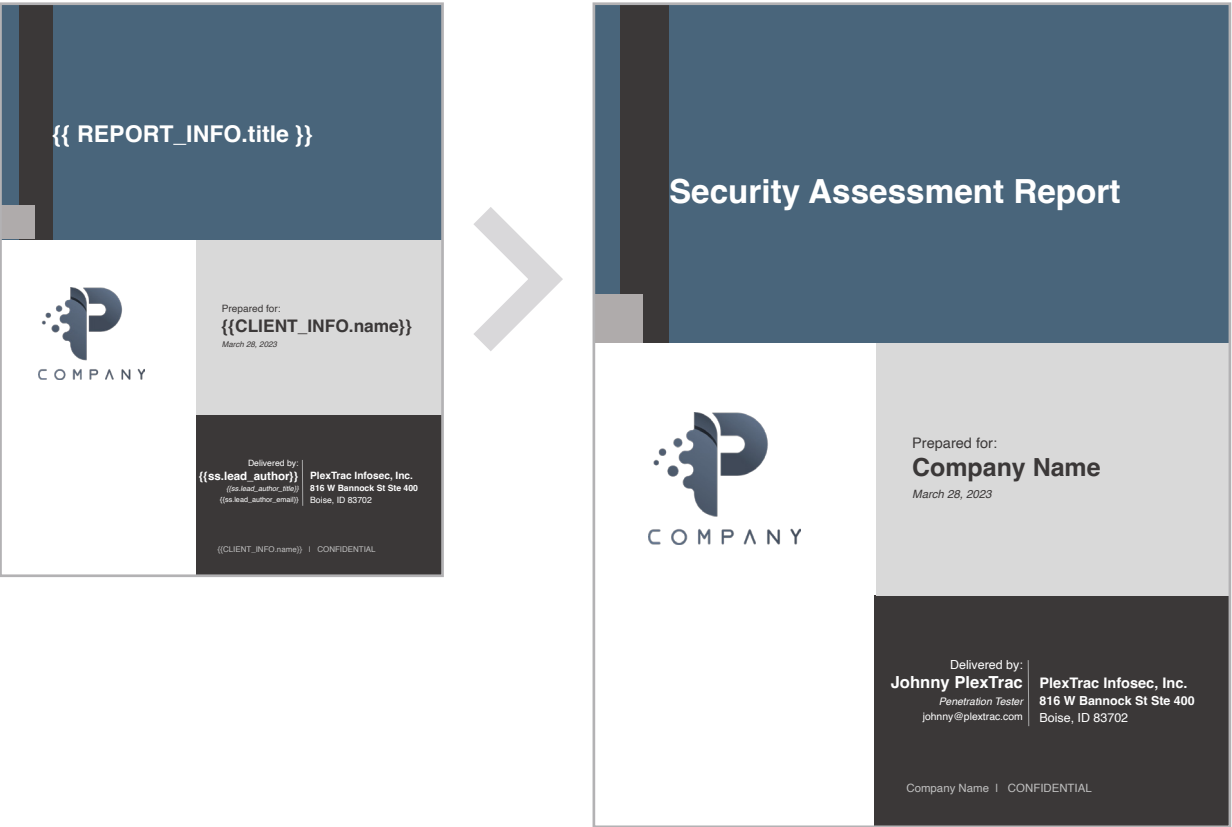 {{ REPORT_INFO.title }}
COMPANY
Prepared for:
{{CLIENT_INFO.name}}
March 28, 2023
Delivered by:
{{ss.lead_author}}
{{ss.lead_author_title}}
{{ss.lead_author_email}}
PlexTrac Infosec, Inc.
816 W Bannock St Ste 400
Boise, ID 83702
{{CLIENT_INFO.name}} I CONFIDENTIAL
Security Assessment Report
COMPANY
Prepared for:
Company Name
March 28, 2023
Delivered by:
Johnny PlexTrac
Penetration Tester
johnny@plextrac.com
PlexTrac Infosec, Inc.
816 W Bannock St Ste 400
Boise, ID 83702
Company Name I CONFIDENTIAL